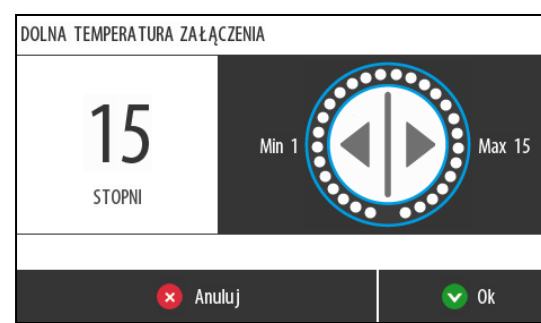 DOLNA TEMPERATURA ZAŁĄCZENIA
15
STOPNI
Min 1
Max 15
Anuluj
Ok